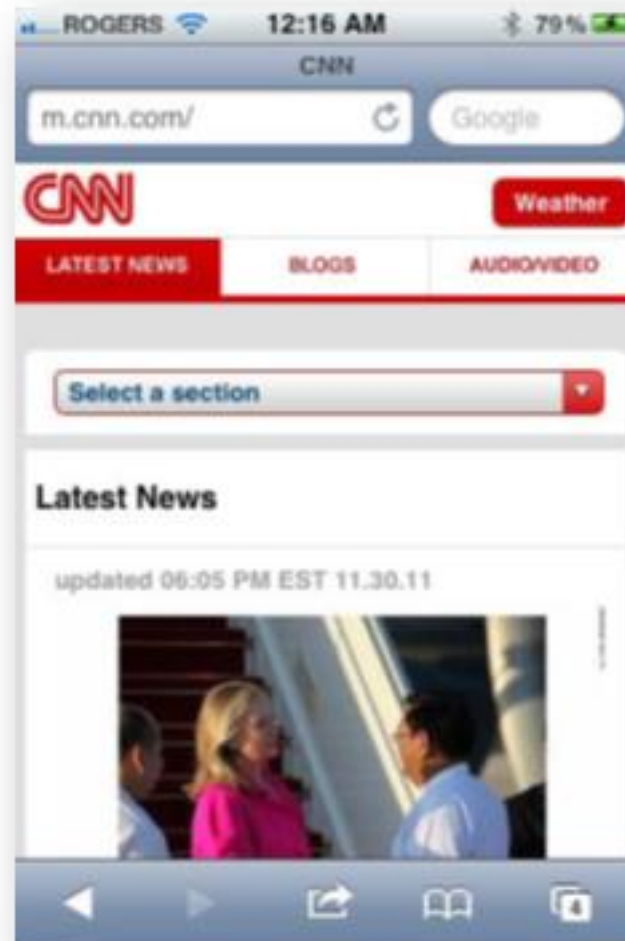 ROGERS 12:16 AM 79%
CNN
m.cnn.com/ Google
CNN Weather
LATEST NEWS BLOGS AUDIO/VIDEO
Select a section
Latest News
updated 06:05 PM EST 11.30.11
4